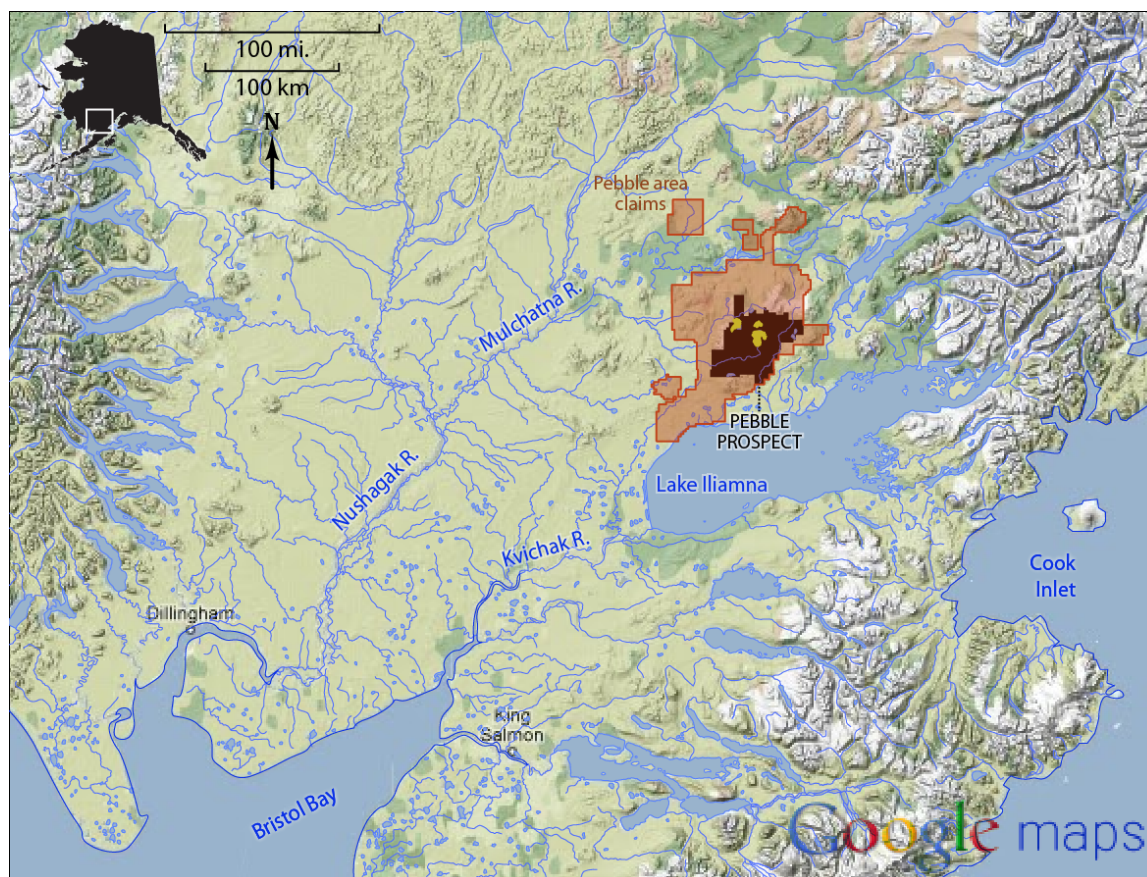 100 mi.
100 km
N
Pebble area
claims
Mulchatna R.
PEBBLE
PROSPECT
Nushagak R.
Lake Iliamna
Kvichak R.
Cook
Inlet
Dillingham
King
Salmon
Bristol Bay
Google maps